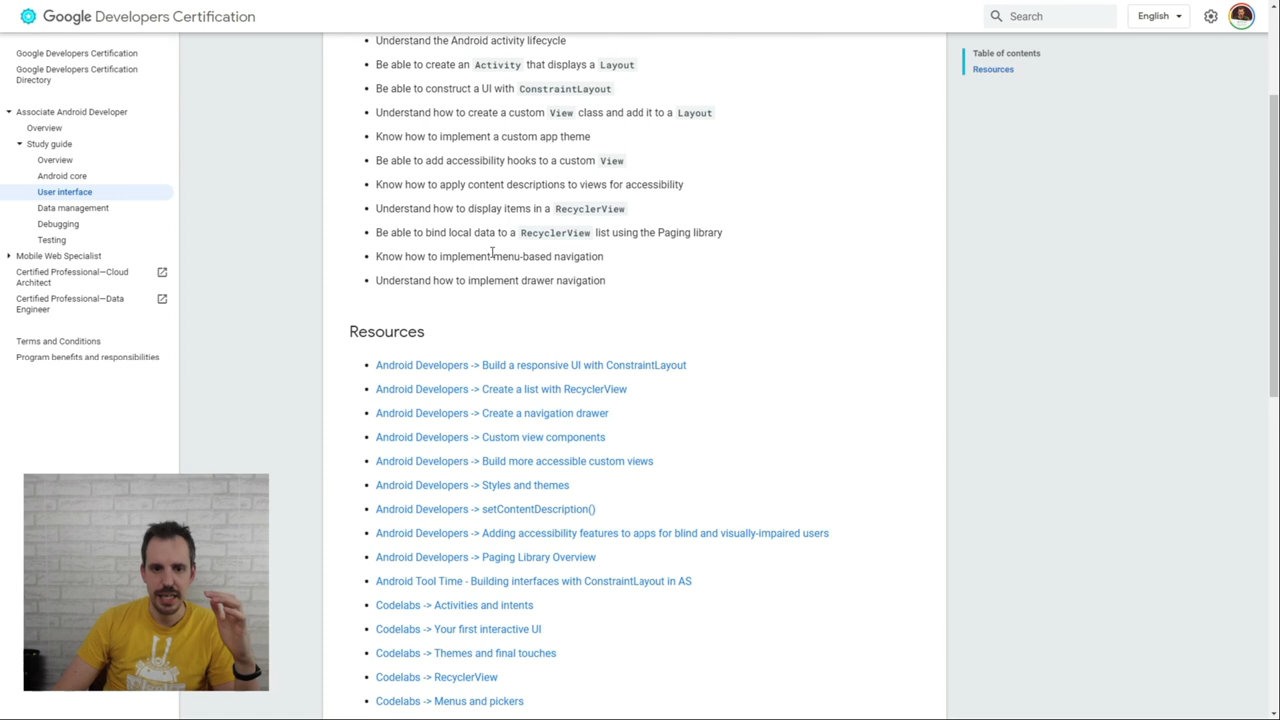 Google Developers Certification
Search
English
Google Developers Certification
Google Developers Certification
Directory
Associate Android Developer
Overview
Study guide
Overview
Android core
User interface
Data management
Debugging
Testing
Mobile Web Specialist
Certified Professional—Cloud
Architect
Certified Professional—Data
Engineer
Terms and Conditions
Program benefits and responsibilities
Understand the Android activity lifecycle
Be able to create an Activity that displays a Layout
Be able to construct a UI with ConstraintLayout
Understand how to create a custom View class and add it to a Layout
Know how to implement a custom app theme
Be able to add accessibility hooks to a custom View
Know how to apply content descriptions to views for accessibility
Understand how to display items in a RecyclerView
Be able to bind local data to a RecyclerView list using the Paging library
Know how to implement menu-based navigation
Understand how to implement drawer navigation
Resources
Android Developers -> Build a responsive UI with ConstraintLayout
Android Developers -> Create a list with RecyclerView
Android Developers -> Create a navigation drawer
Android Developers -> Custom view components
Android Developers -> Build more accessible custom views
Android Developers -> Styles and themes
Android Developers -> setContentDescription()
Android Developers -> Adding accessibility features to apps for blind and visually-impaired users
Android Developers -> Paging Library Overview
Android Tool Time - Building interfaces with ConstraintLayout in AS
Codelabs -> Activities and intents
Codelabs -> Your first interactive UI
Codelabs -> Themes and final touches
Codelabs -> RecyclerView
Codelabs -> Menus and pickers
Table of contents
Resources